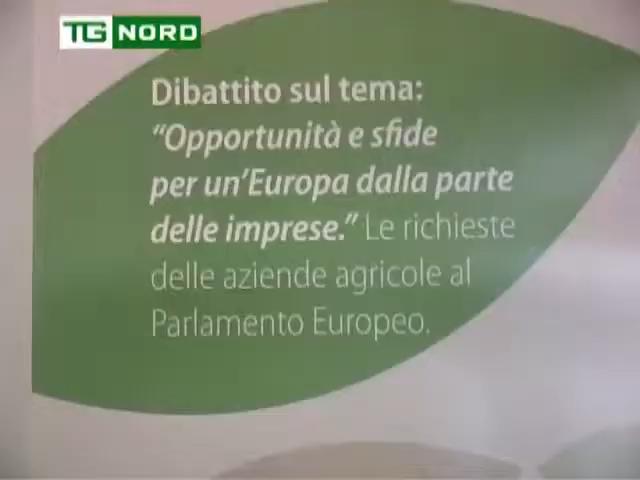 TG NORD
Dibattito sul tema:
“Opportunità e sfide
per un’Europa dalla parte
delle imprese.” Le richieste
delle aziende agricole al
Parlamento Europeo.